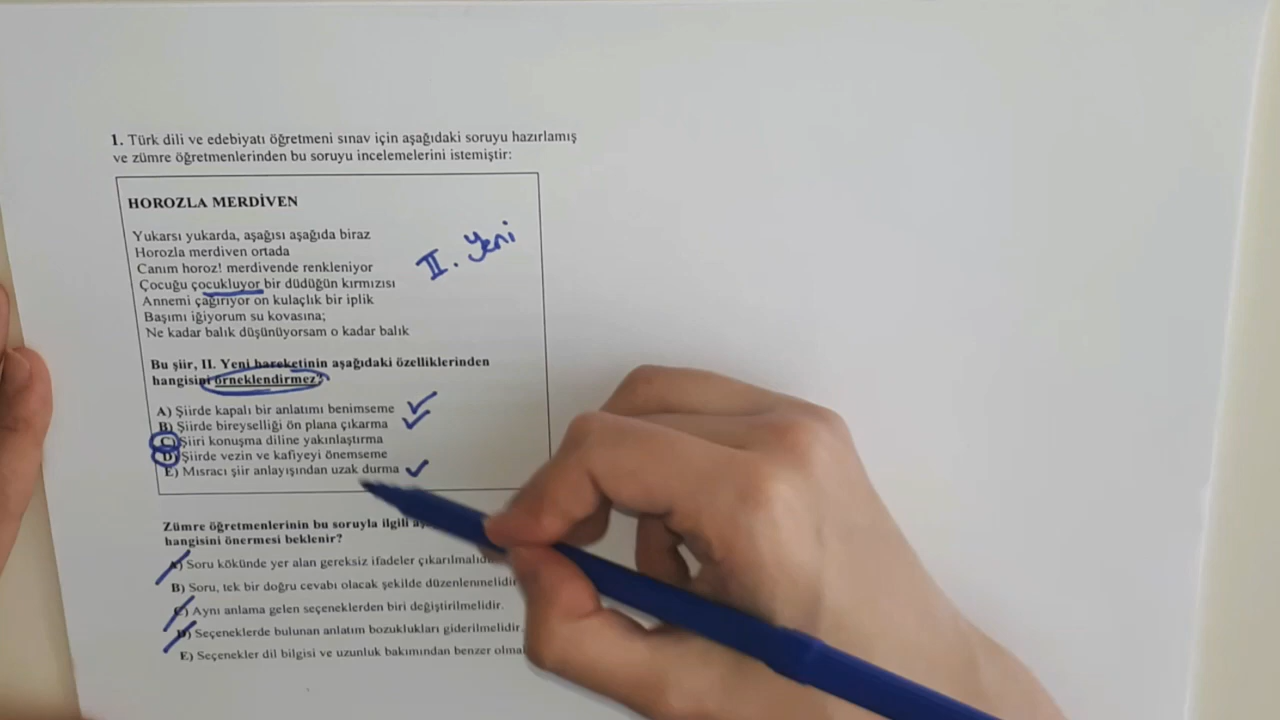 1. Türk dili ve edebiyatı öğretmeni sınav için aşağıdaki soruyu hazırlamış
ve zümre öğretmenlerinden bu soruyu incelemelerini istemiştir:
HOROZLA MERDİVEN
Yukarsı yukarda, aşağısı aşağıda biraz
Horozla merdiven ortada
Canım horoz! merdivende renkleniyor
Çocuğu çocukluyor bir düdüğün kırmızısı
Annemi çağırıyor on kulaçlık bir iplik
Başımı iğiyorum su kovasına;
Ne kadar balık düşünüyorsam o kadar balık
II. Yeni
Bu şiir, II. Yeni hareketinin aşağıdaki özelliklerinden
hangisini örneklendirmez?
A) Şiirde kapalı bir anlatımı benimseme
B) Şiirde bireyselliği ön plana çıkarma
C) Şiiri konuşma diline yakınlaştırma
D) Şiirde vezin ve kafiyeyi önemseme
E) Mısracı şiir anlayışından uzak durma
Zümre öğretmenlerinin bu soruyla ilgili
hangisini önermesi beklenir?
A) Soru kökünde yer alan gereksiz ifadeler
B) Soru, tek bir doğru cevabı olacak şekilde düzenlenmelidir
C) Aynı anlama gelen seçeneklerden biri değiştirilmelidir.
D) Seçeneklerde bulunan anlatım bozuklukları giderilmelidir.
E) Seçenekler dil bilgisi ve uzunluk bakımından benzer